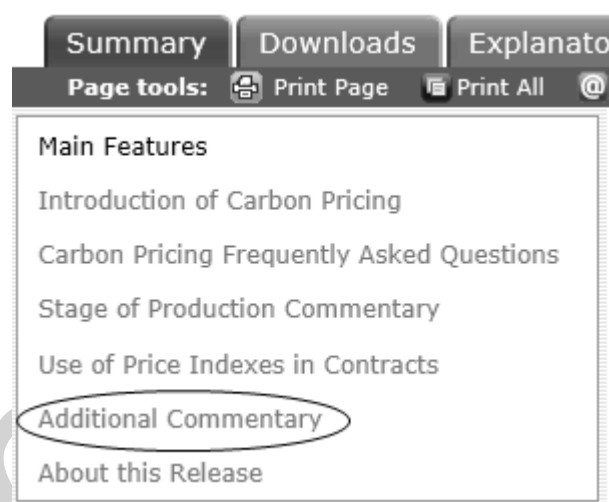 Summary Downloads Explanato
Page tools: Print Page Print All @
Main Features
Introduction of Carbon Pricing
Carbon Pricing Frequently Asked Questions
Stage of Production Commentary
Use of Price Indexes in Contracts
Additional Commentary
About this Release